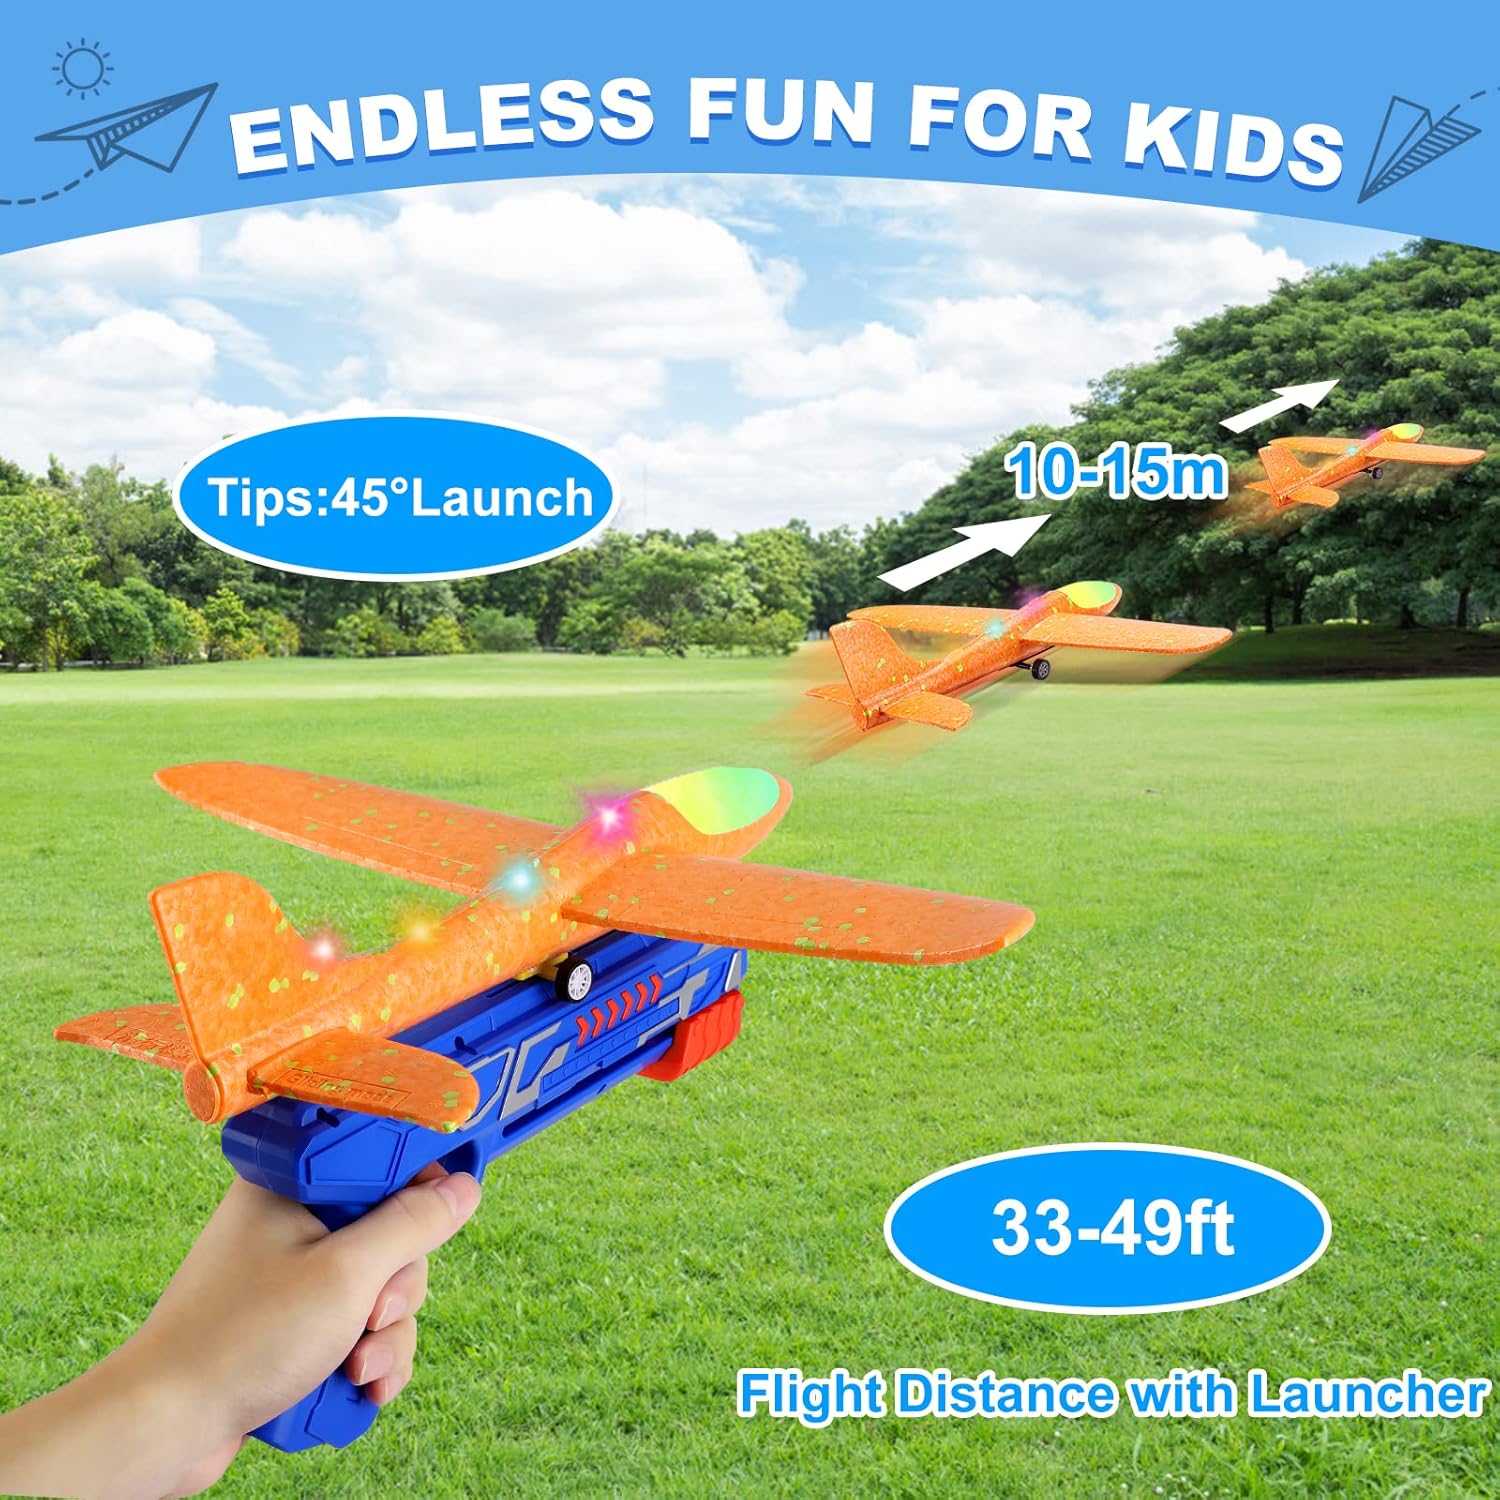 ENDLESS FUN FOR KIDS
Tips:45°Launch
10-15m
33-49ft
Flight Distance with Launcher